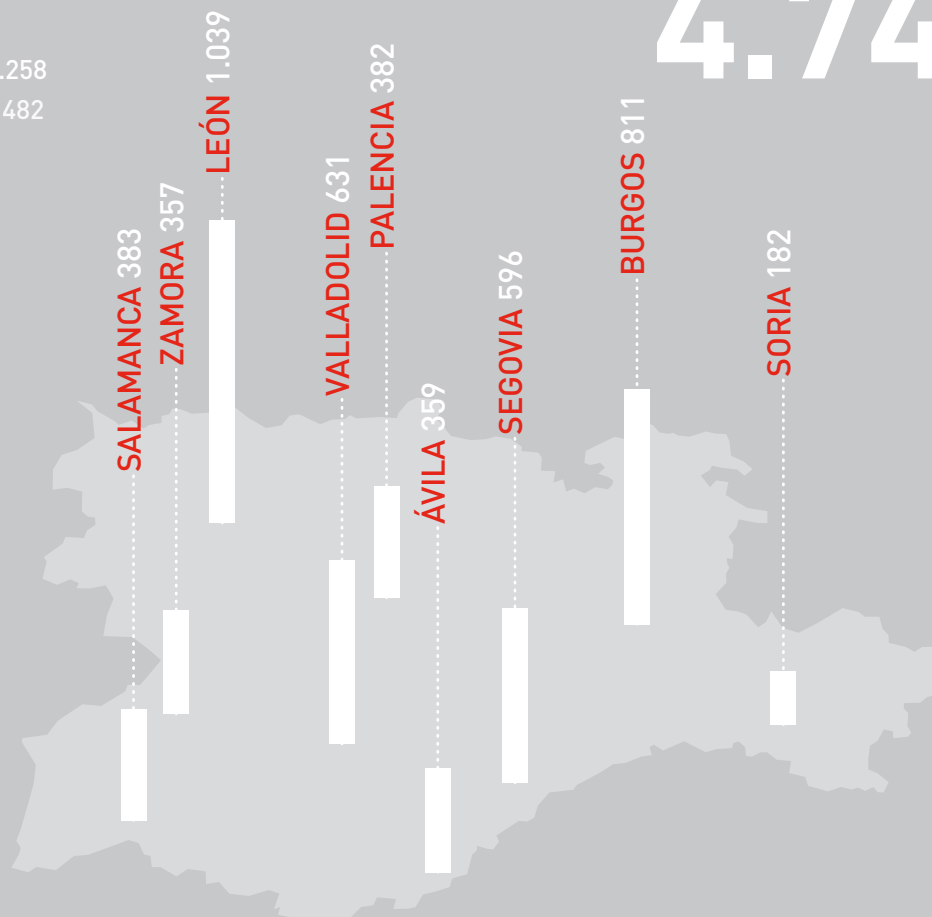 4.74
.258
482
SALAMANCA 383
ZAMORA 357
LEÓN 1.039
VALLADOLID 631
PALENCIA 382
ÁVILA 359
SEGOVIA 596
BURGOS 811
SORIA 182